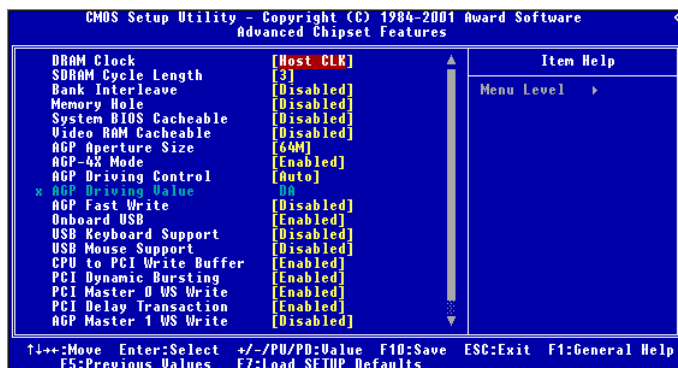 CMOS Setup Utility - Copyright (C) 1984-2001 Award Software
Advanced Chipset Features
DRAM Clock [Host CLK]
SDRAM Cycle Length [3]
Bank Interleave [Disabled]
Memory Hole [Disabled]
System BIOS Cacheable [Disabled]
Video RAM Cacheable [Disabled]
AGP Aperture Size [64M]
AGP-4X Mode [Enabled]
AGP Driving Control [Auto]
x AGP Driving Value DA
AGP Fast Write [Disabled]
Onboard USB [Enabled]
USB Keyboard Support [Disabled]
USB Mouse Support [Disabled]
CPU to PCI Write Buffer [Enabled]
PCI Dynamic Bursting [Enabled]
PCI Master 0 WS Write [Enabled]
PCI Delay Transaction [Enabled]
AGP Master 1 WS Write [Disabled]
Item Help
Menu Level
↑↓→←:Move Enter:Select +/-/PU/PD:Value F10:Save ESC:Exit F1:General Help
F5:Previous Values F7:Load SETUP Defaults